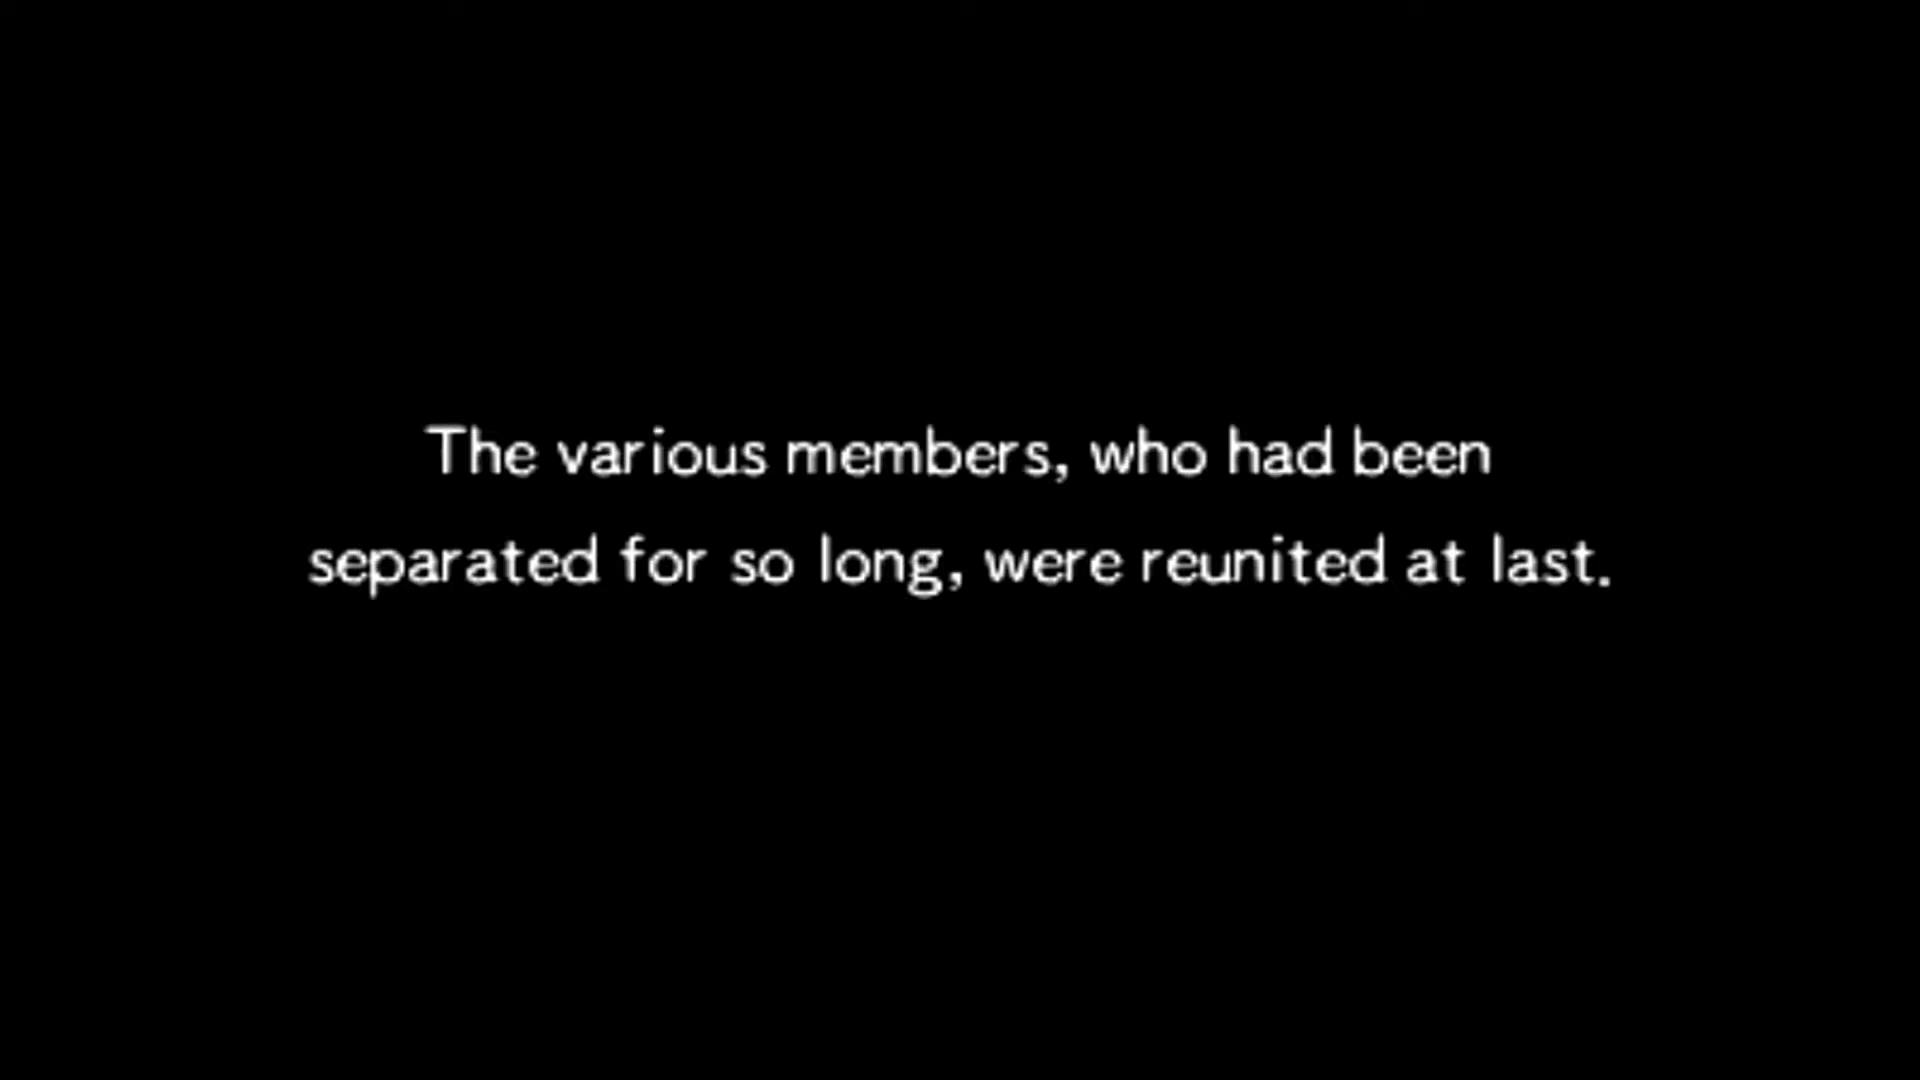 The various members, who had been
separated for so long, were reunited at last.